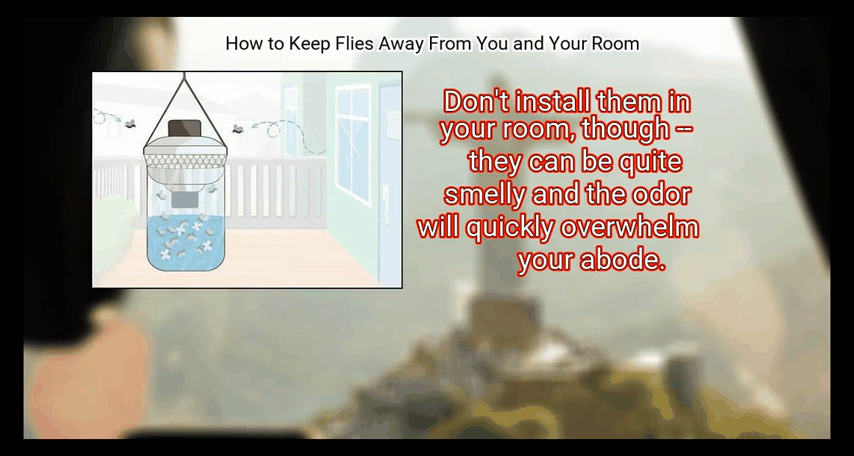 How to Keep Flies Away From You and Your Room
Don't install them in
your room, though --
they can be quite
smelly and the odor
will quickly overwhelm
your abode.